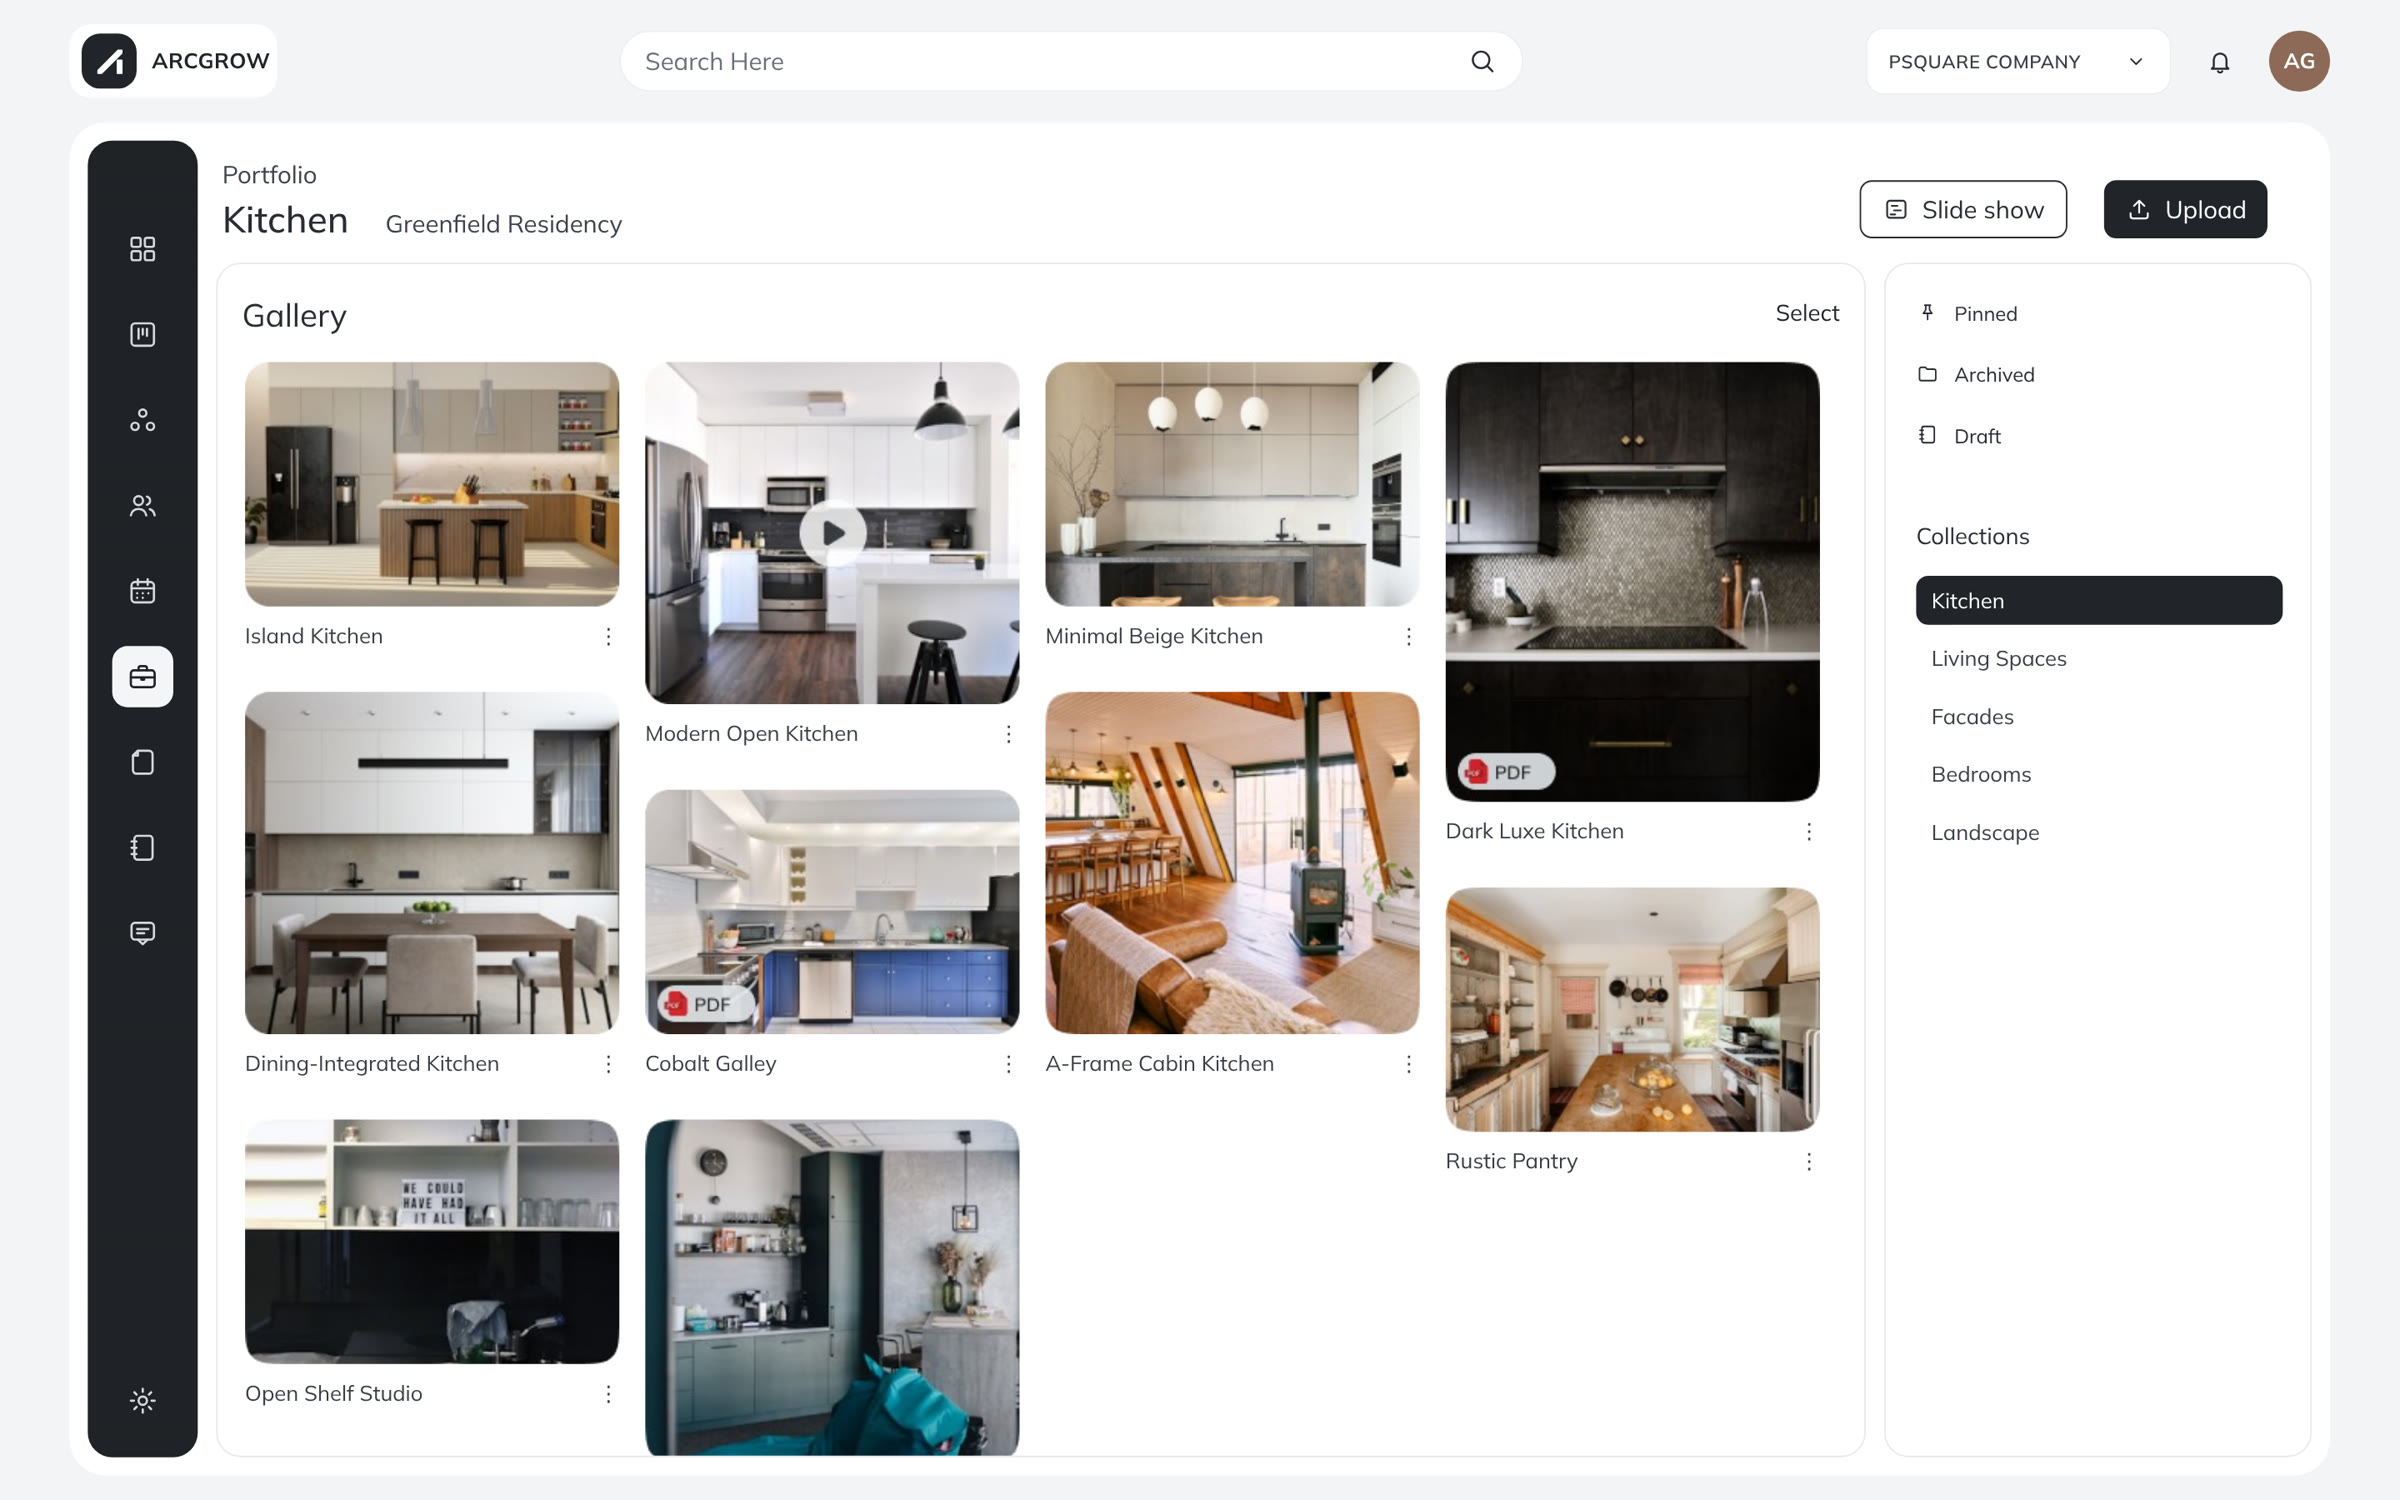 ARCGROW
Search Here
PSQUARE COMPANY
AG
Portfolio
Kitchen
Greenfield Residency
Slide show
Upload
Gallery
Select
Island Kitchen
Modern Open Kitchen
Minimal Beige Kitchen
PDF
Dark Luxe Kitchen
Dining-Integrated Kitchen
PDF
Cobalt Galley
A-Frame Cabin Kitchen
Rustic Pantry
WE COULD
HAVE HAD
IT ALL
Open Shelf Studio
Pinned
Archived
Draft
Collections
Kitchen
Living Spaces
Facades
Bedrooms
Landscape